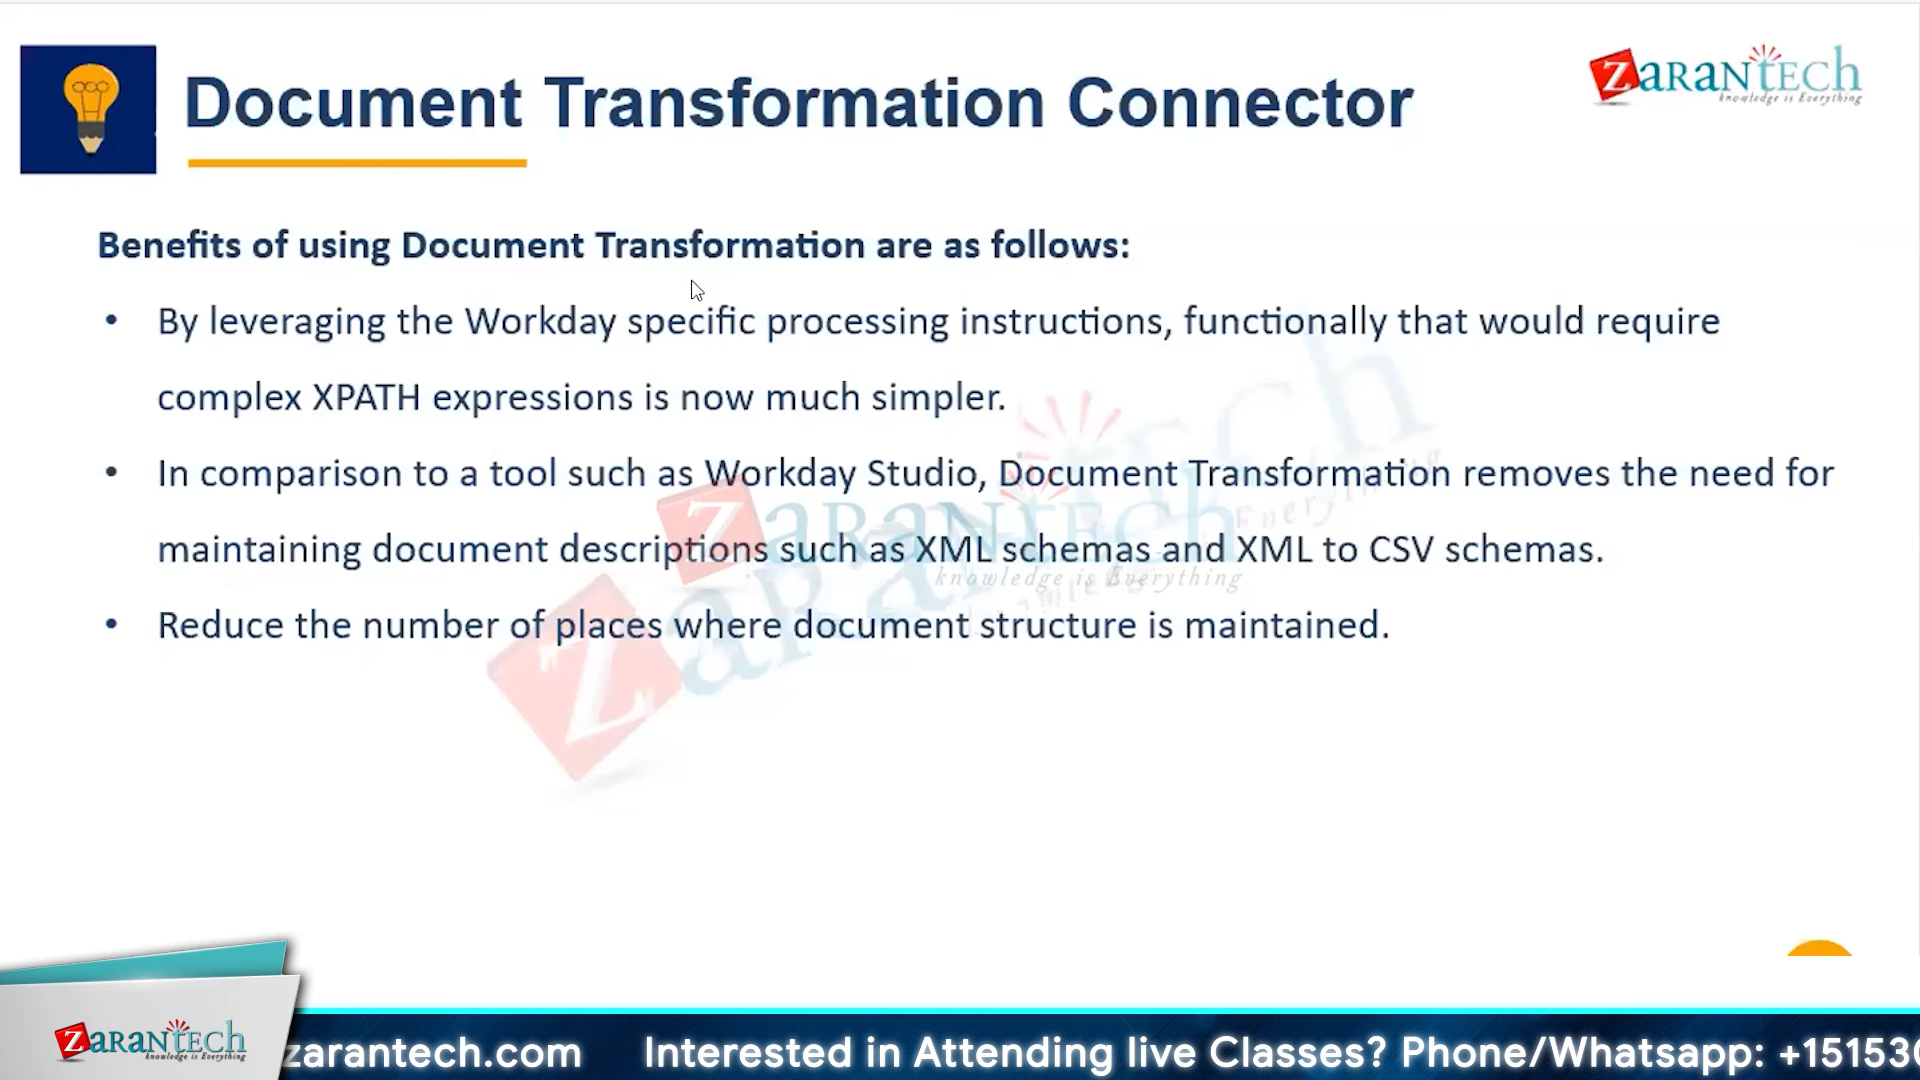 Document Transformation Connector
ZaranTech
knowledge is Everything
Benefits of using Document Transformation are as follows:
• By leveraging the Workday specific processing instructions, functionally that would require
complex XPATH expressions is now much simpler.
• In comparison to a tool such as Workday Studio, Document Transformation removes the need for
maintaining document descriptions such as XML schemas and XML to CSV schemas.
• Reduce the number of places where document structure is maintained.
ZaranTech
knowledge is Everything
ZaranTech
knowledge is Everything
zarantech.com Interested in Attending live Classes? Phone/Whatsapp: +15153